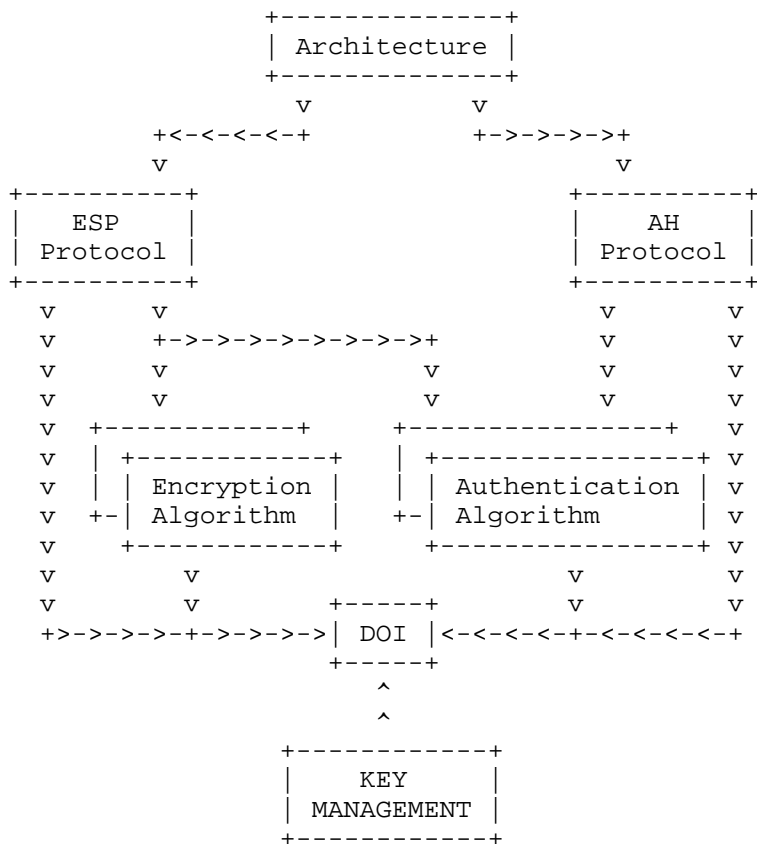 Architecture
ESP
Protocol
AH
Protocol
Encryption
Algorithm
Authentication
Algorithm
DOI
KEY
MANAGEMENT